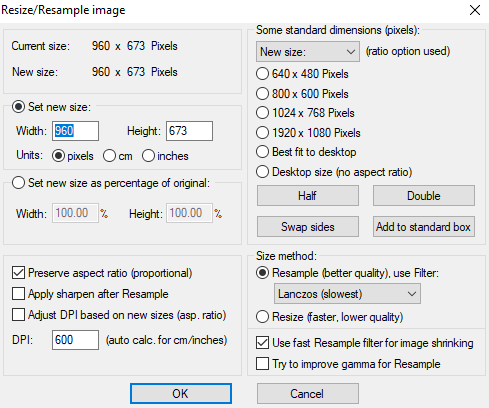 Resize/Resample image
Current size: 960 x 673 Pixels
New size: 960 x 673 Pixels
Set new size:
Width: 960 Height: 673
Units: pixels cm inches
Set new size as percentage of original:
Width: 100.00 % Height: 100.00 %
Preserve aspect ratio (proportional)
Apply sharpen after Resample
Adjust DPI based on new sizes (asp. ratio)
DPI: 600 (auto calc. for cm/inches)
Some standard dimensions (pixels):
New size: (ratio option used)
640 x 480 Pixels
800 x 600 Pixels
1024 x 768 Pixels
1920 x 1080 Pixels
Best fit to desktop
Desktop size (no aspect ratio)
Half Double
Swap sides Add to standard box
Size method:
Resample (better quality), use Filter:
Lanczos (slowest)
Resize (faster, lower quality)
Use fast Resample filter for image shrinking
Try to improve gamma for Resample
OK Cancel